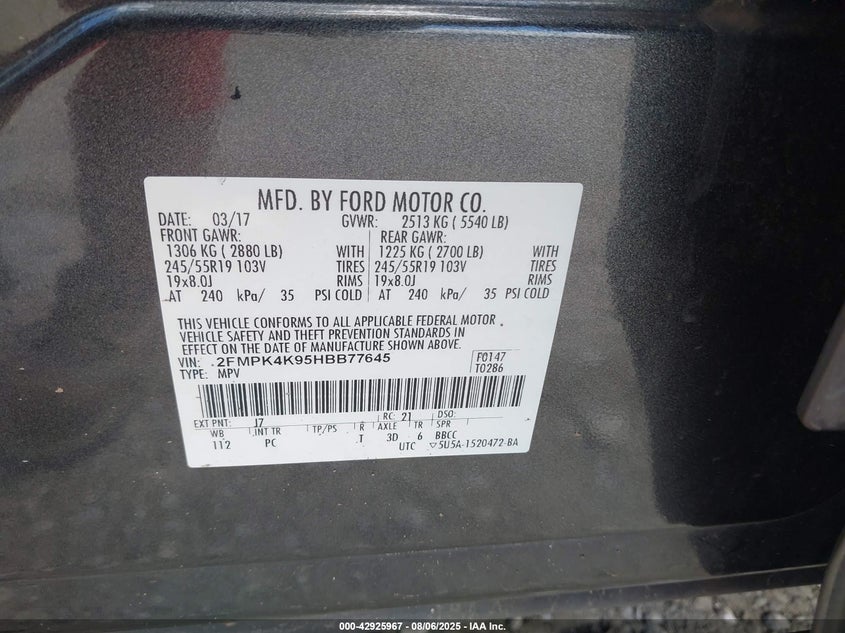 MFD. BY FORD MOTOR CO.
DATE: 03/17 GVWR: 2513 KG ( 5540 LB)
FRONT GAWR: REAR GAWR:
1306 KG ( 2880 LB) WITH 1225 KG ( 2700 LB) WITH
245/55R19 103V TIRES 245/55R19 103V TIRES
19x8.0J RIMS 19x8.0J RIMS
AT 240 kPa/ 35 PSI COLD AT 240 kPa/ 35 PSI COLD
THIS VEHICLE CONFORMS TO ALL APPLICABLE FEDERAL MOTOR
VEHICLE SAFETY AND THEFT PREVENTION STANDARDS IN
EFFECT ON THE DATE OF MANUFACTURE SHOWN ABOVE.
VIN: 2FMPK4K95HBB77645 F0147
TYPE: MPV T0286
EXT PNT: J7 RC: 21 DSO:
WB INT TR TP/PS R AXLE TR SPR
112 PC T 3D 6 BBCC
UTC ▽5U5A-1520472-BA
000-42925967 - 08/06/2025 - IAA Inc.